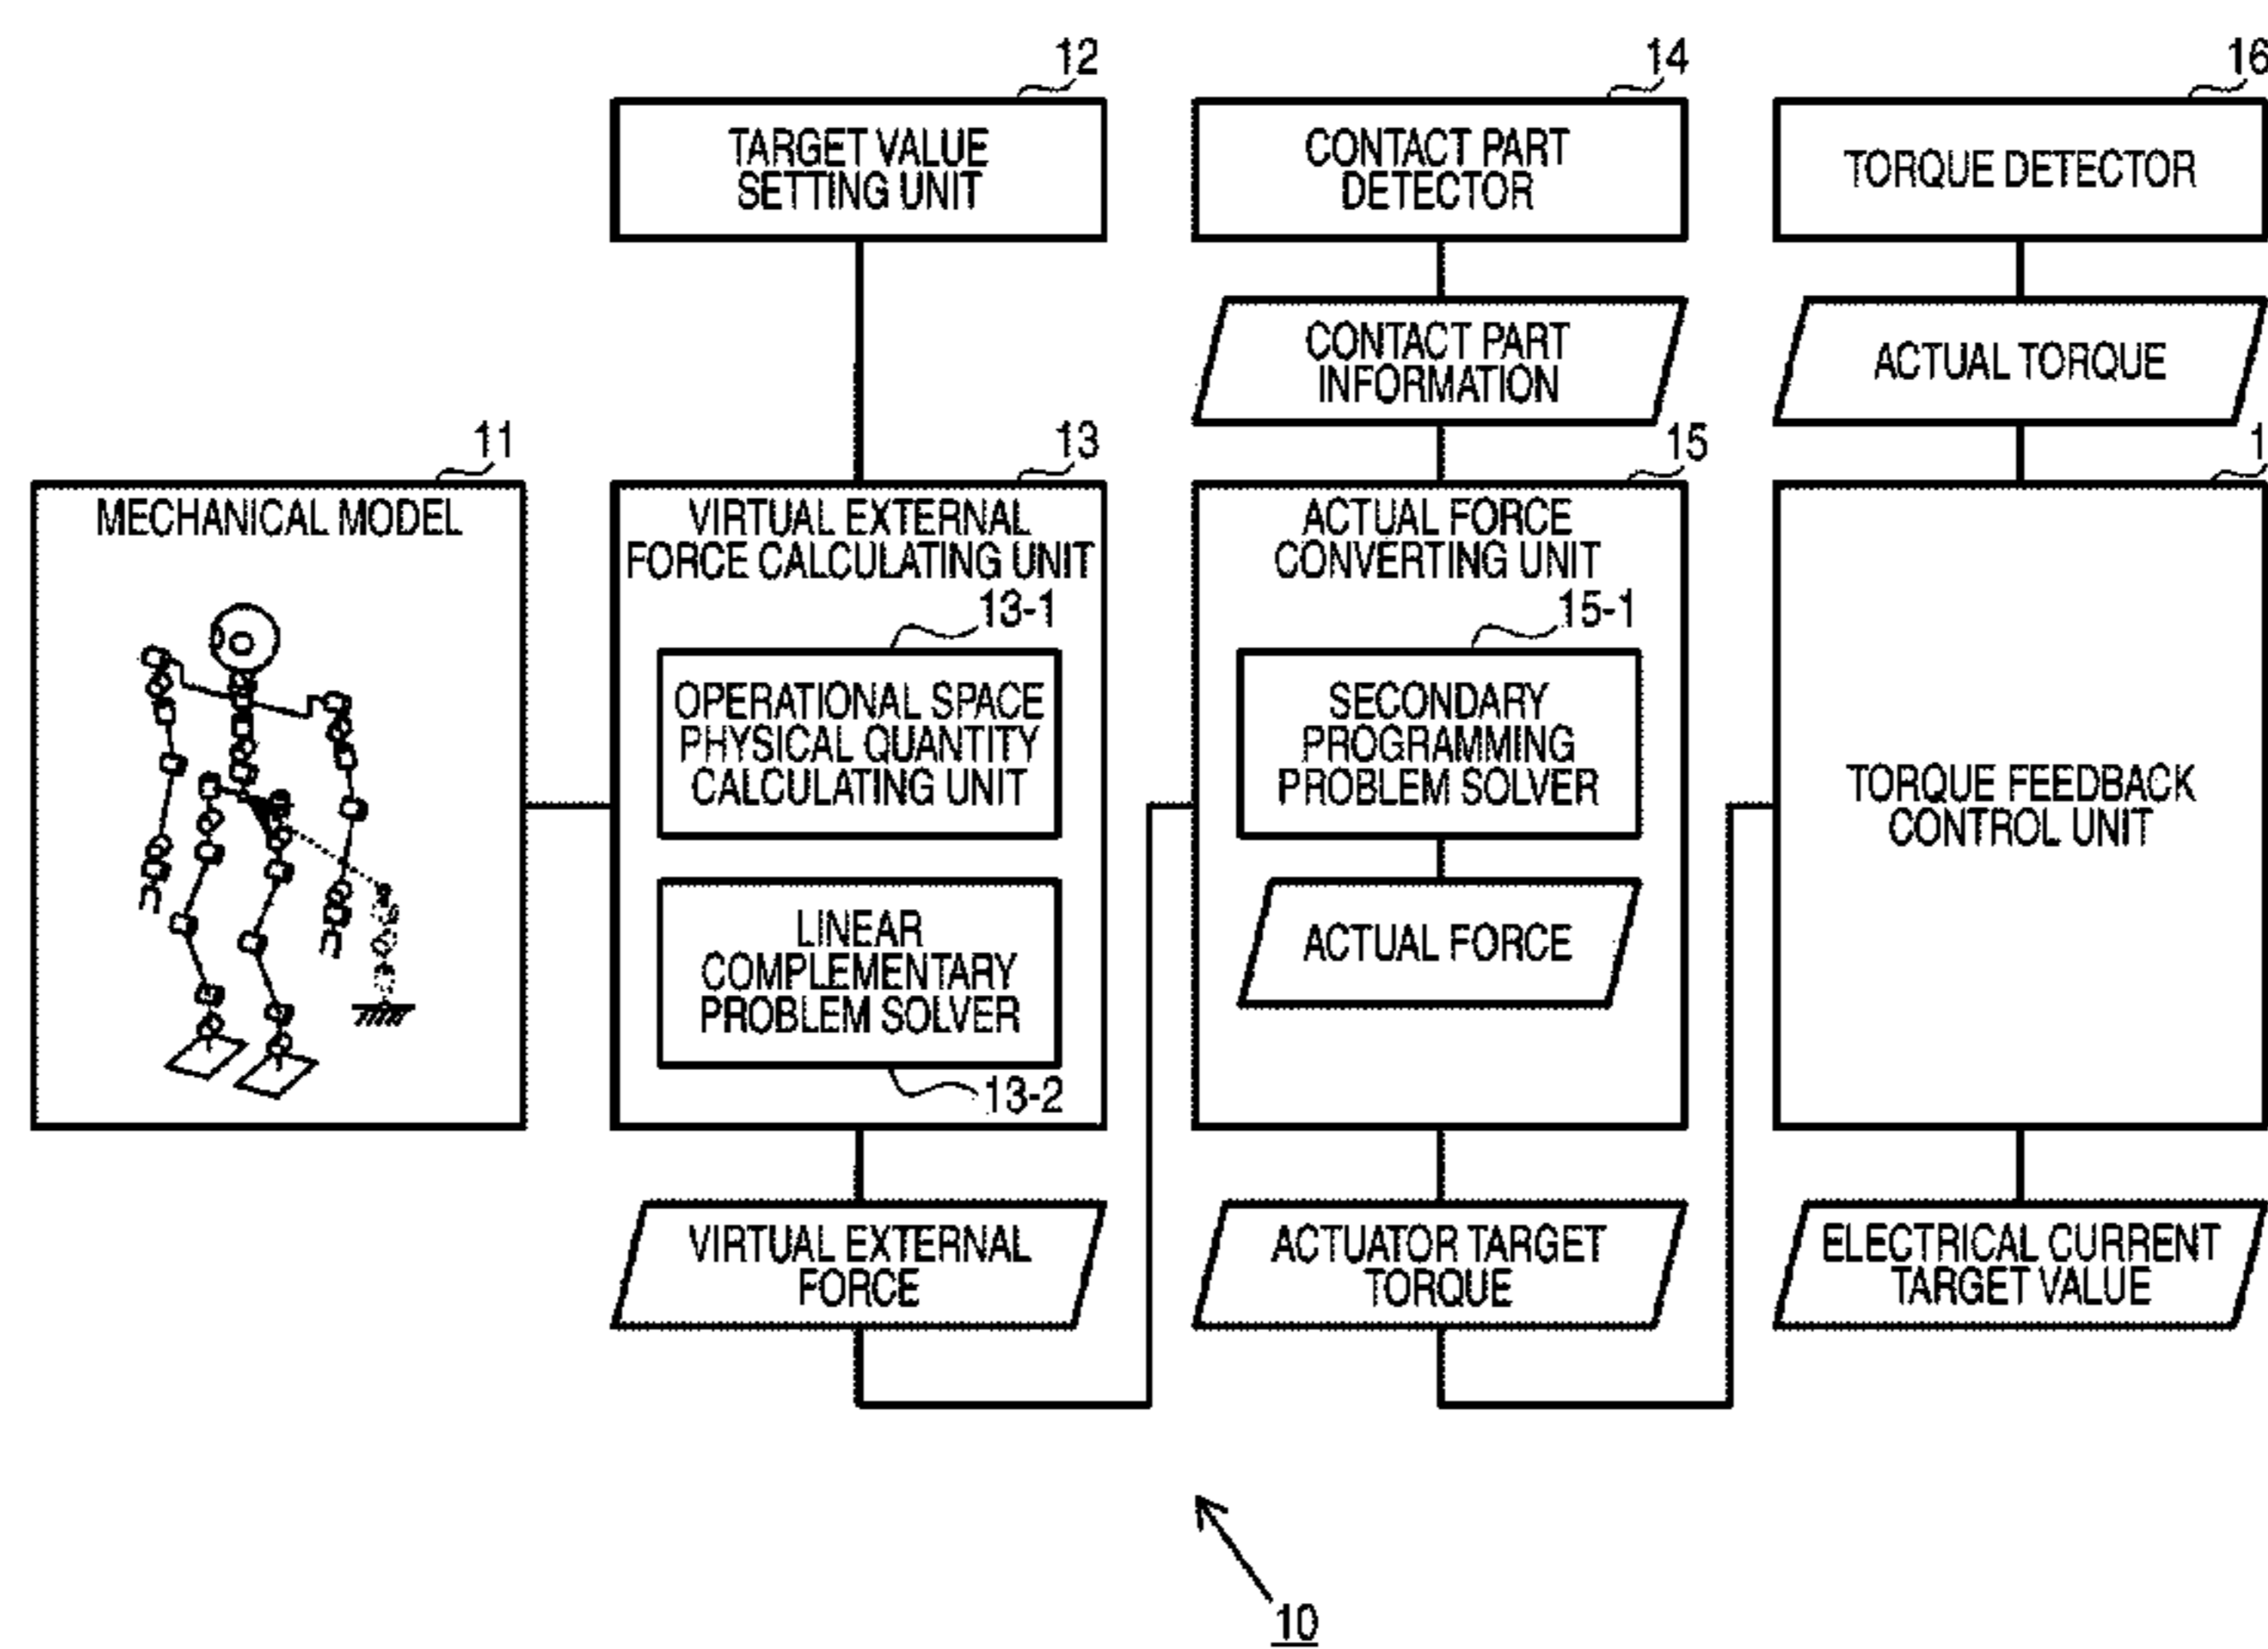 12
TARGET VALUE
SETTING UNIT
14
CONTACT PART
DETECTOR
16
TORQUE DETECTOR
CONTACT PART
INFORMATION
ACTUAL TORQUE
11
MECHANICAL MODEL
13
VIRTUAL EXTERNAL
FORCE CALCULATING UNIT
13-1
OPERATIONAL SPACE
PHYSICAL QUANTITY
CALCULATING UNIT
LINEAR
COMPLEMENTARY
PROBLEM SOLVER
13-2
15
ACTUAL FORCE
CONVERTING UNIT
15-1
SECONDARY
PROGRAMMING
PROBLEM SOLVER
ACTUAL FORCE
1
TORQUE FEEDBACK
CONTROL UNIT
VIRTUAL EXTERNAL
FORCE
ACTUATOR TARGET
TORQUE
ELECTRICAL CURRENT
TARGET VALUE
10